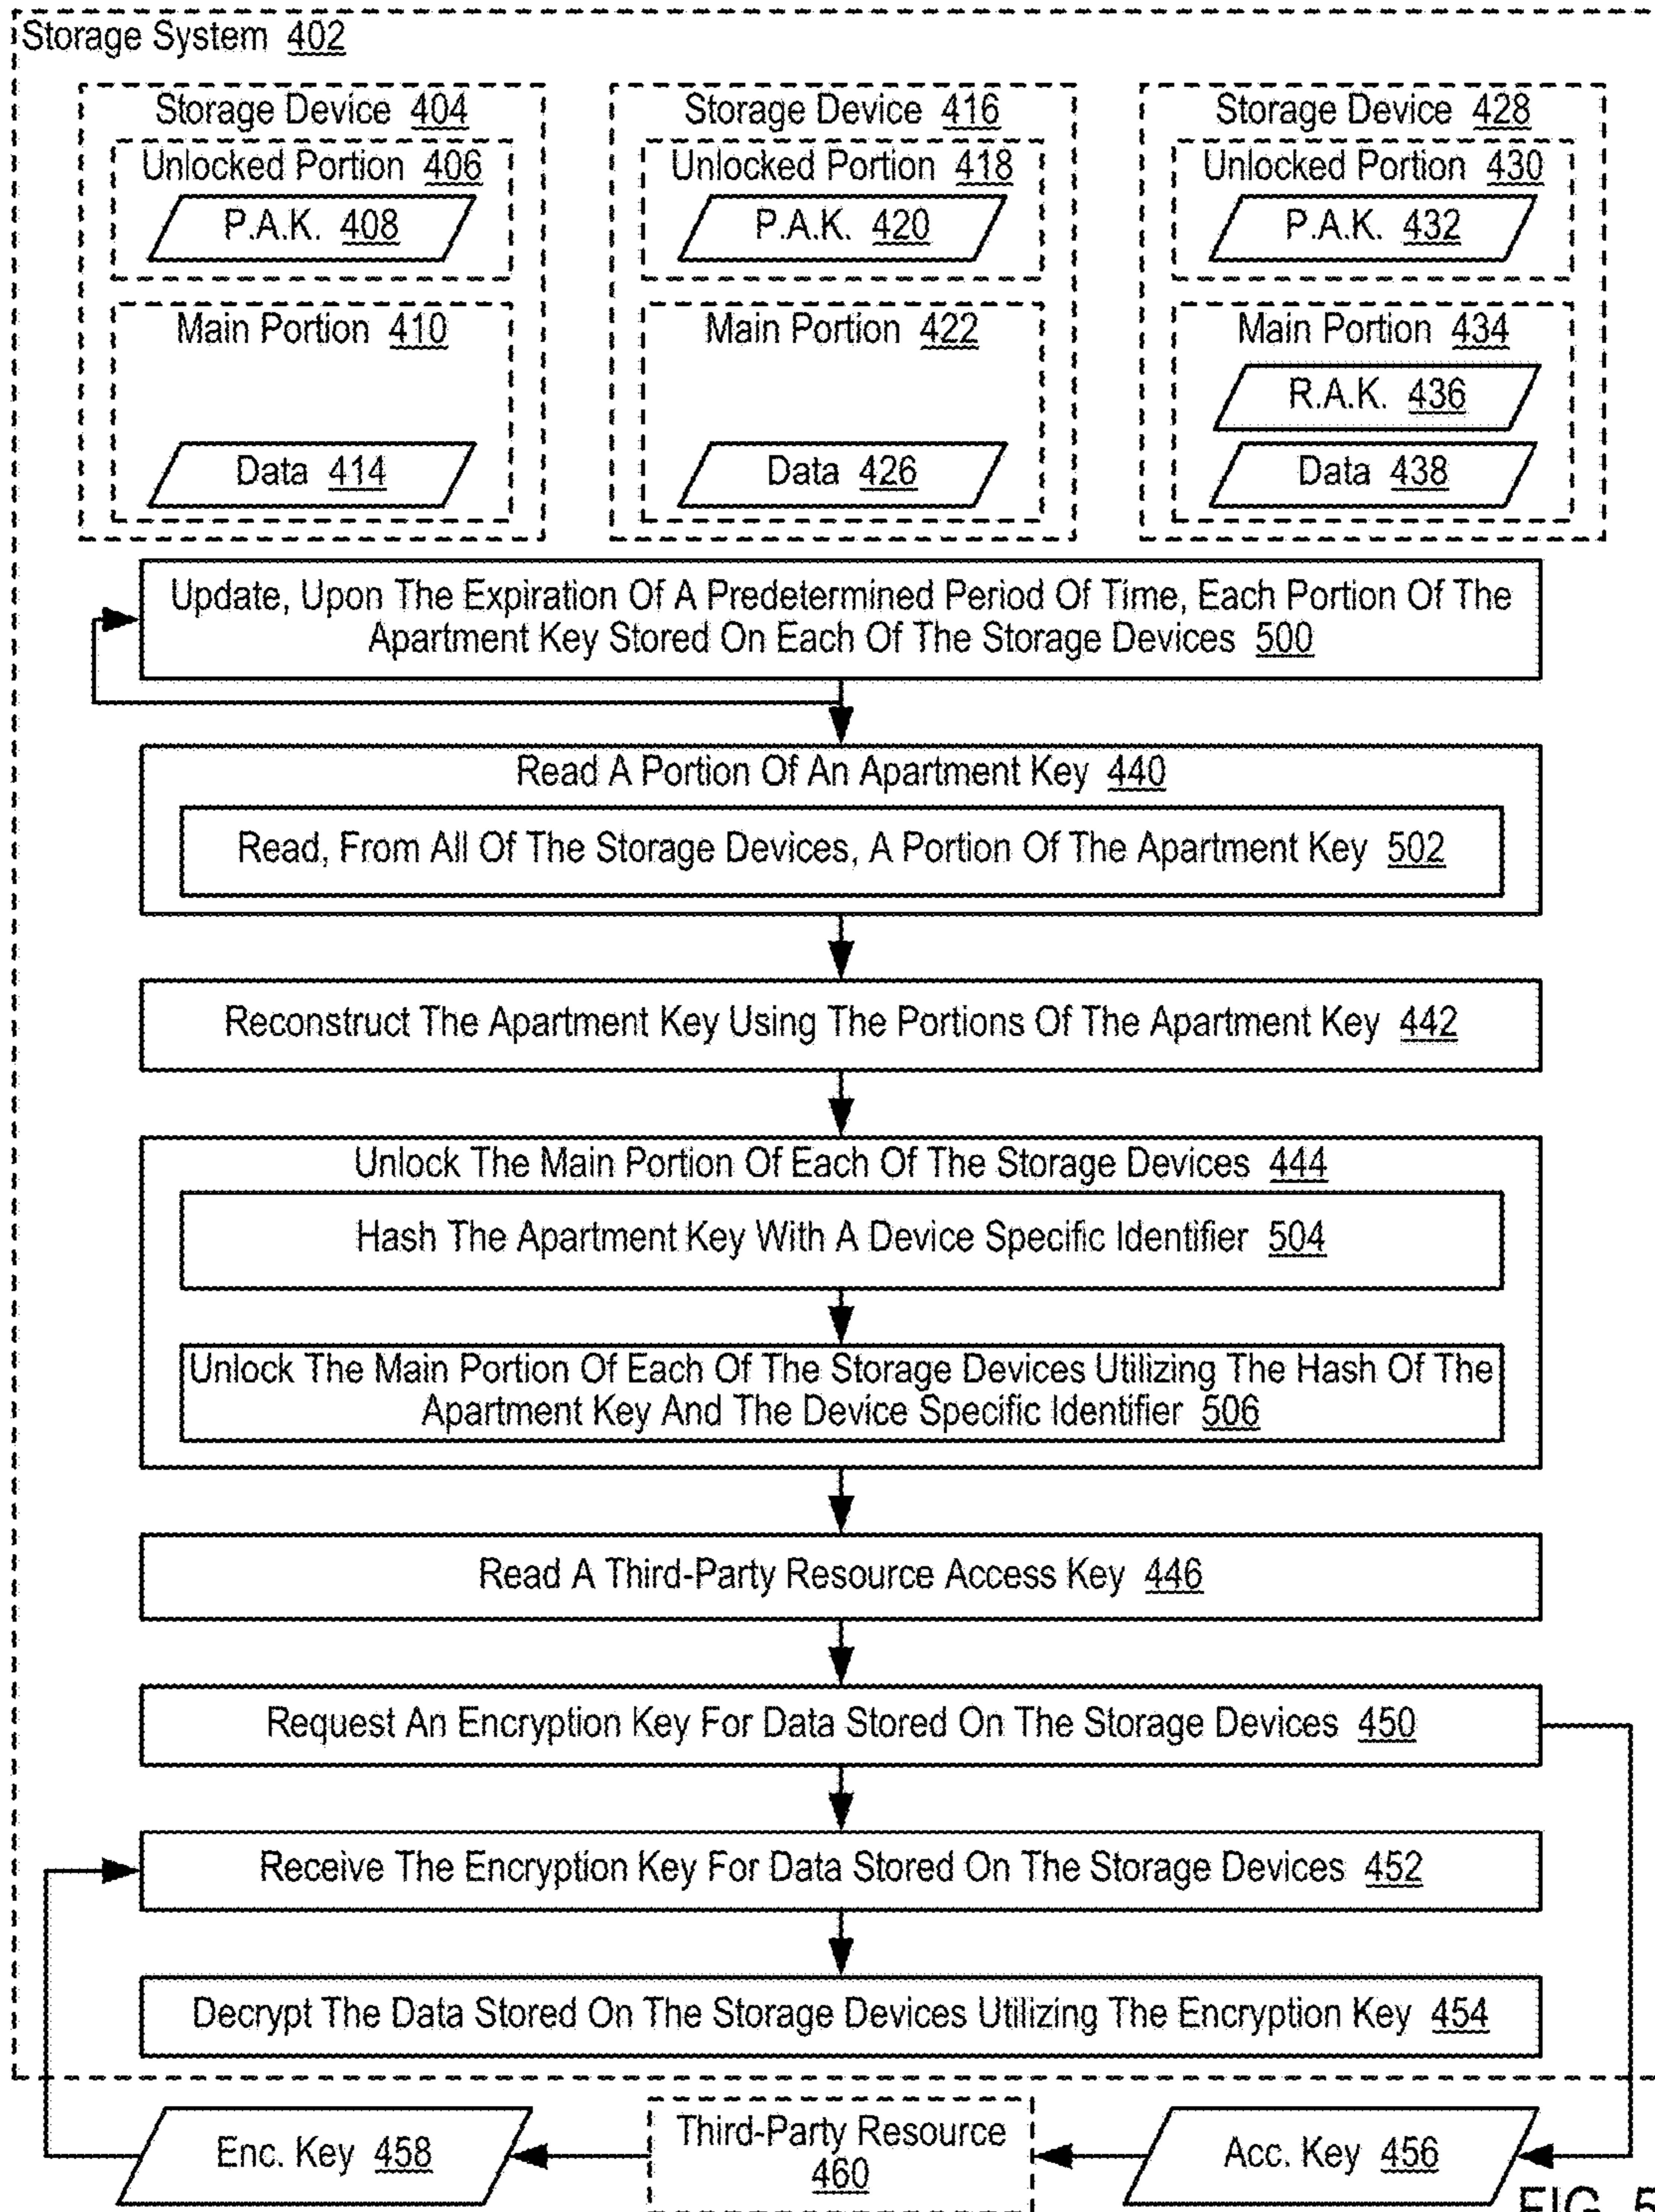 Storage System 402
Storage Device 404
Unlocked Portion 406
P.A.K. 408
Main Portion 410
Data 414
Storage Device 416
Unlocked Portion 418
P.A.K. 420
Main Portion 422
Data 426
Storage Device 428
Unlocked Portion 430
P.A.K. 432
Main Portion 434
R.A.K. 436
Data 438
Update, Upon The Expiration Of A Predetermined Period Of Time, Each Portion Of The
Apartment Key Stored On Each Of The Storage Devices 500
Read A Portion Of An Apartment Key 440
Read, From All Of The Storage Devices, A Portion Of The Apartment Key 502
Reconstruct The Apartment Key Using The Portions Of The Apartment Key 442
Unlock The Main Portion Of Each Of The Storage Devices 444
Hash The Apartment Key With A Device Specific Identifier 504
Unlock The Main Portion Of Each Of The Storage Devices Utilizing The Hash Of The
Apartment Key And The Device Specific Identifier 506
Read A Third-Party Resource Access Key 446
Request An Encryption Key For Data Stored On The Storage Devices 450
Receive The Encryption Key For Data Stored On The Storage Devices 452
Decrypt The Data Stored On The Storage Devices Utilizing The Encryption Key 454
Enc. Key 458
Third-Party Resource
460
Acc. Key 456
FIG. 5